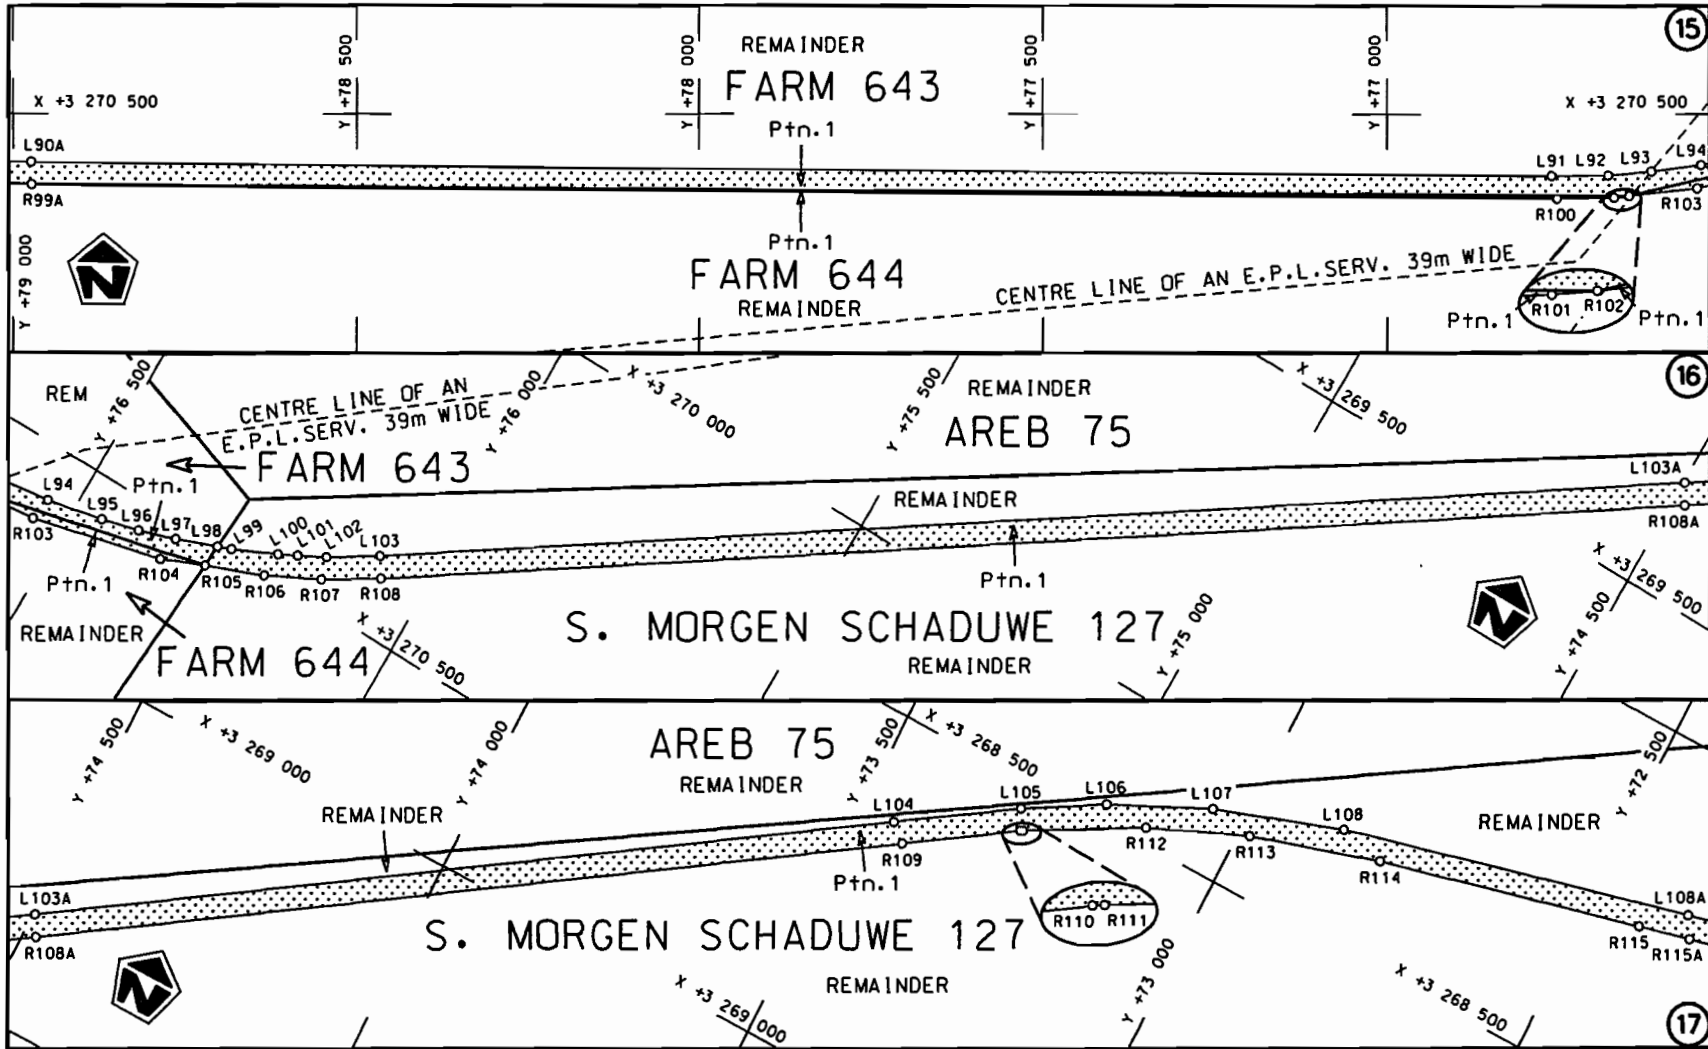 15
REMAINDER
FARM 643
Ptn.1
Y +78 500
Y +78 000
Y +77 500
Y +77 000
X +3 270 500
X +3 270 500
L90A
L91
L92
L93
L94
R99A
R100
R103
Ptn.1
FARM 644
REMAINDER
CENTRE LINE OF AN E.P.L.SERV. 39m WIDE
Y +79 000
N
R101
R102
Ptn.1
Ptn.1
16
REM
Y +76 500
CENTRE LINE OF AN
E.P.L.SERV. 39m WIDE
Y +76 000
X +3 270 000
Y +75 500
REMAINDER
AREB 75
X +3 269 500
FARM 643
Ptn.1
L94
L95
L96
L97
L98
L99
L100
L101
L102
L103
REMAINDER
L103A
R103
R104
R105
R106
R107
R108
R108A
Ptn.1
Ptn.1
REMAINDER
FARM 644
X +3 270 500
S. MORGEN SCHADUWE 127
REMAINDER
Y +75 000
N
Y +74 500
X +3 269 500
Y +74 500
X +3 269 000
Y +74 000
AREB 75
REMAINDER
Y +73 500
X +3 268 500
REMAINDER
L104
L105
L106
L107
L108
REMAINDER
Y +72 500
L103A
R108A
Ptn.1
R109
R112
R113
R114
L108A
R115
R115A
R110
R111
S. MORGEN SCHADUWE 127
REMAINDER
N
X +3 269 000
Y +73 000
X +3 268 500
17